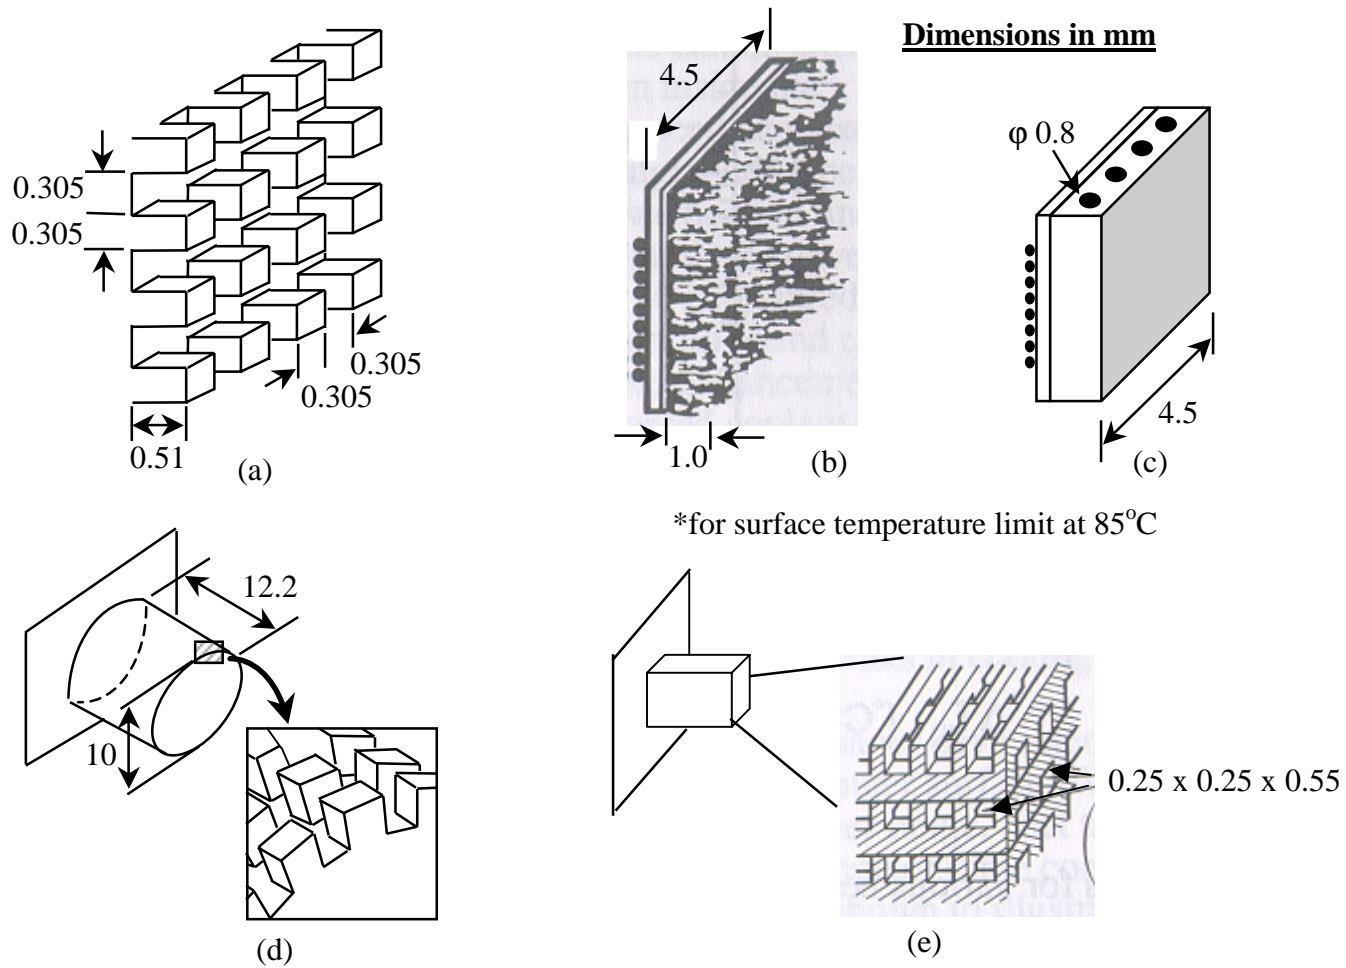 Dimensions in mm
4.5
φ 0.8
0.305
0.305
0.305
0.305
0.51
(a)
1.0
(b)
4.5
(c)
*for surface temperature limit at 85°C
12.2
10
(d)
0.25 x 0.25 x 0.55
(e)